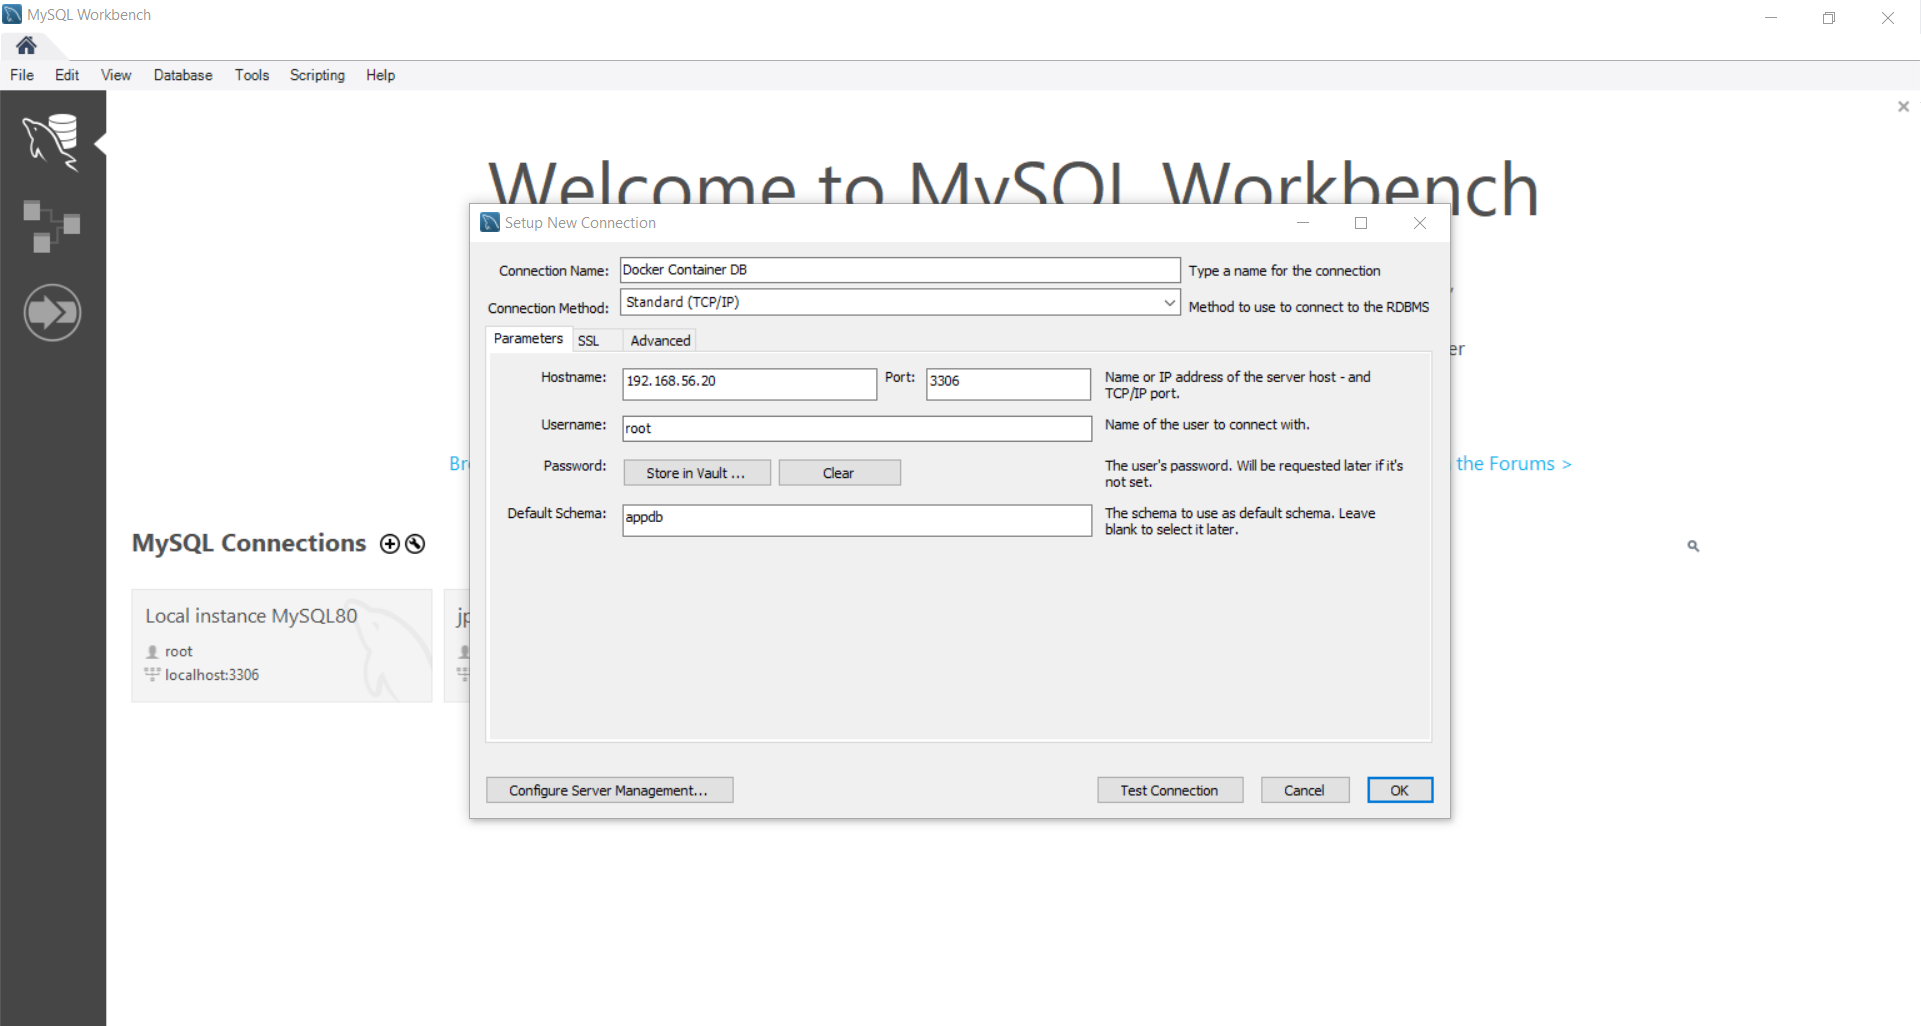 MySQL Workbench
File Edit View Database Tools Scripting Help
Welcome to MySQL Workbench
Setup New Connection
Connection Name: Docker Container DB Type a name for the connection
Connection Method: Standard (TCP/IP) Method to use to connect to the RDBMS
Parameters SSL Advanced
Hostname: 192.168.56.20 Port: 3306 Name or IP address of the server host - and
TCP/IP port.
Username: root Name of the user to connect with.
Password: Store in Vault ... Clear The user's password. Will be requested later if it's
not set.
Default Schema: appdb The schema to use as default schema. Leave
blank to select it later.
Configure Server Management... Test Connection Cancel OK
er
Br
the Forums >
MySQL Connections
Local instance MySQL80
root
localhost:3306
jp